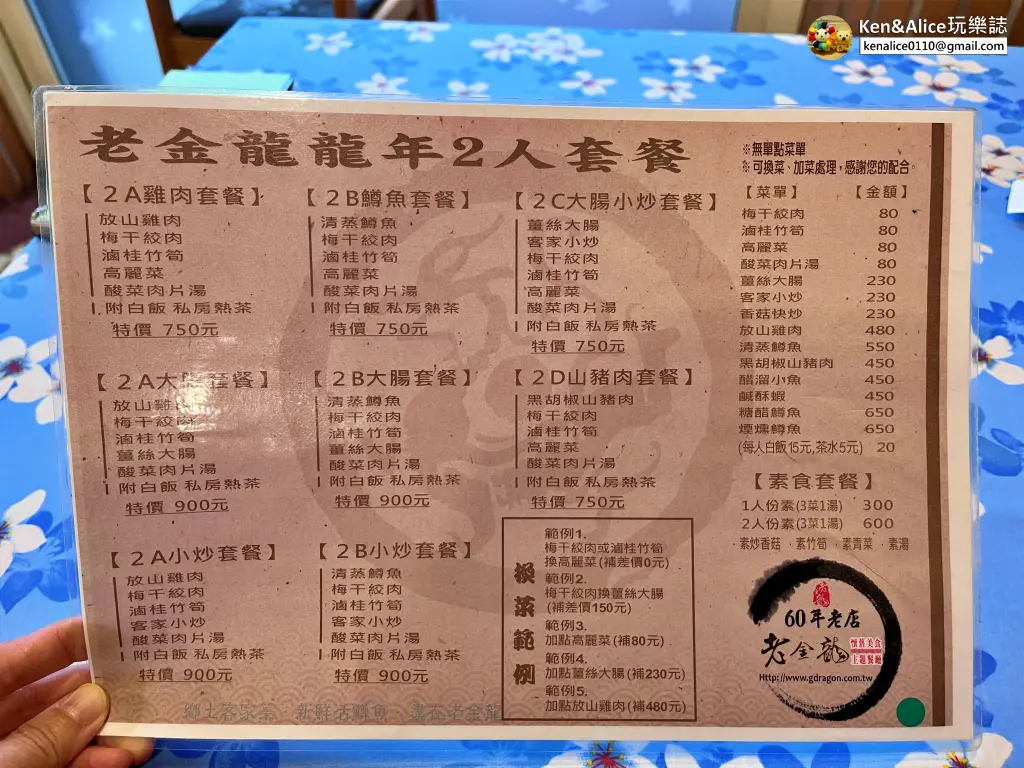 Ken&Alice玩樂誌
kenalice0110@gmail.com
老金龍龍年2人套餐
【2A雞肉套餐】
放山雞肉
梅干絞肉
滷桂竹筍
高麗菜
酸菜肉片湯
附白飯 私房熱茶
特價 750元
【2B鱒魚套餐】
清蒸鱒魚
梅干絞肉
滷桂竹筍
高麗菜
酸菜肉片湯
附白飯 私房熱茶
特價 750元
【2C大腸小炒套餐】
薑絲大腸
客家小炒
梅干絞肉
滷桂竹筍
高麗菜
酸菜肉片湯
附白飯 私房熱茶
特價 750元
【2A大腸套餐】
放山雞肉
梅干絞肉
滷桂竹筍
薑絲大腸
酸菜肉片湯
附白飯 私房熱茶
特價 900元
【2B大腸套餐】
清蒸鱒魚
梅干絞肉
滷桂竹筍
薑絲大腸
酸菜肉片湯
附白飯 私房熱茶
特價 900元
【2D山豬肉套餐】
黑胡椒山豬肉
梅干絞肉
滷桂竹筍
高麗菜
酸菜肉片湯
附白飯 私房熱茶
特價 750元
【2A小炒套餐】
放山雞肉
梅干絞肉
滷桂竹筍
客家小炒
酸菜肉片湯
附白飯 私房熱茶
特價 900元
【2B小炒套餐】
清蒸鱒魚
梅干絞肉
滷桂竹筍
客家小炒
酸菜肉片湯
附白飯 私房熱茶
特價 900元
換菜範例
範例1.
梅干絞肉或滷桂竹筍
換高麗菜(補差價0元)
範例2.
梅干絞肉換薑絲大腸
(補差價150元)
範例3.
加點高麗菜(補80元)
範例4.
加點薑絲大腸(補230元)
範例5.
加點放山雞肉(補480元)
※無單點菜單
※可換菜、加菜處理,感謝您的配合。
【菜單】 【金額】
梅干絞肉 80
滷桂竹筍 80
高麗菜 80
酸菜肉片湯 80
薑絲大腸 230
客家小炒 230
香菇快炒 230
放山雞肉 480
清蒸鱒魚 550
黑胡椒山豬肉 450
醋溜小魚 450
鹹酥蝦 450
糖醋鱒魚 650
煙燻鱒魚 650
(每人白飯15元,茶水5元) 20
【素食套餐】
1人份素(3菜1湯) 300
2人份素(3菜1湯) 600
素炒香菇 · 素竹筍 · 素青菜 · 素湯
60年老店
老金龍
懷舊美食
主題餐廳
Http://www.gdragon.com.tw
鄉土客家菜 新鮮活鱒魚 盡在老金龍